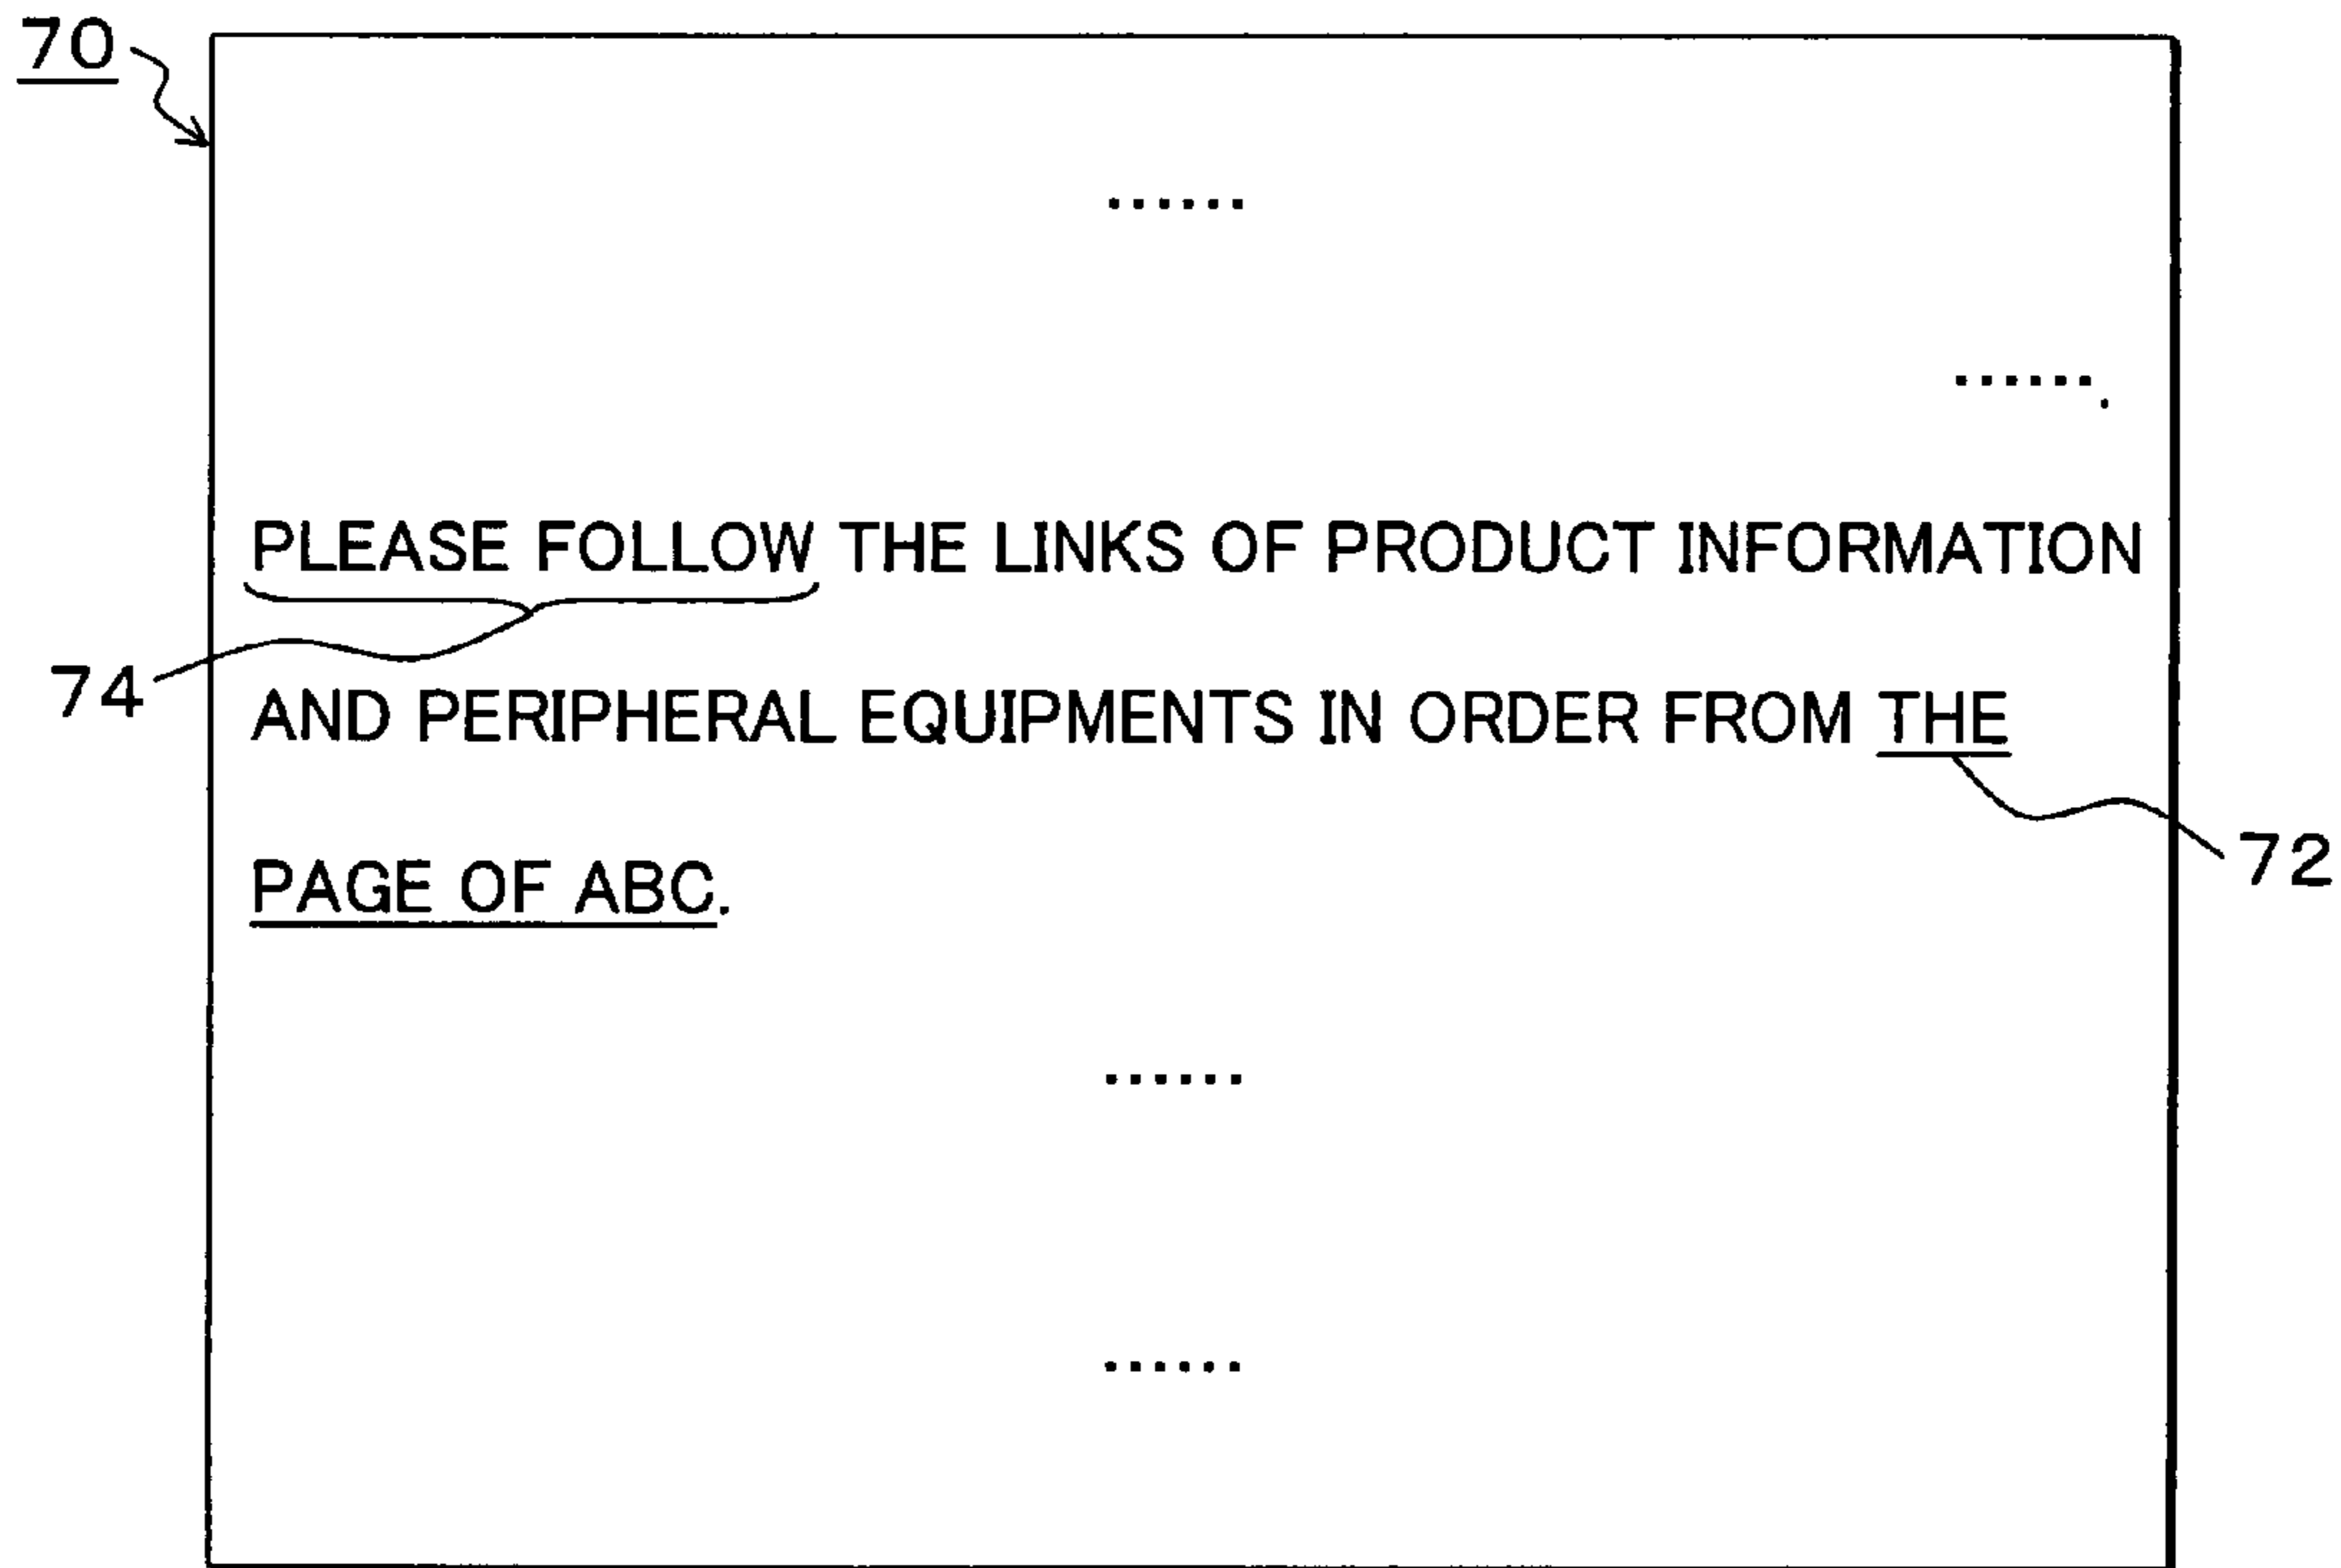 70
......
.......
PLEASE FOLLOW THE LINKS OF PRODUCT INFORMATION
74
AND PERIPHERAL EQUIPMENTS IN ORDER FROM THE
72
PAGE OF ABC.
......
......